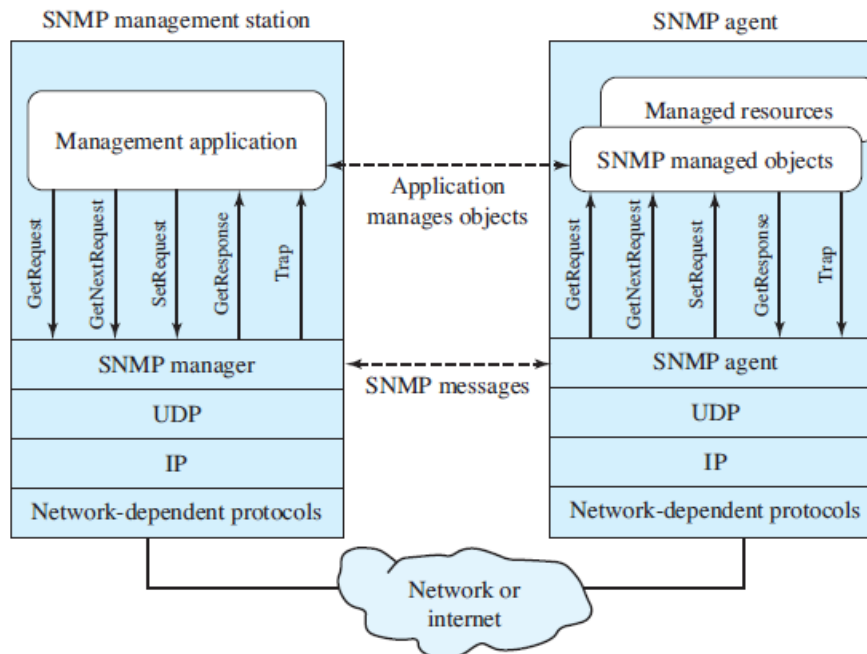 SNMP management station
SNMP agent
Management application
Managed resources
SNMP managed objects
Application
manages objects
GetRequest
GetNextRequest
SetRequest
GetResponse
Trap
GetRequest
GetNextRequest
SetRequest
GetResponse
Trap
SNMP manager
SNMP messages
SNMP agent
UDP
UDP
IP
IP
Network-dependent protocols
Network-dependent protocols
Network or
internet